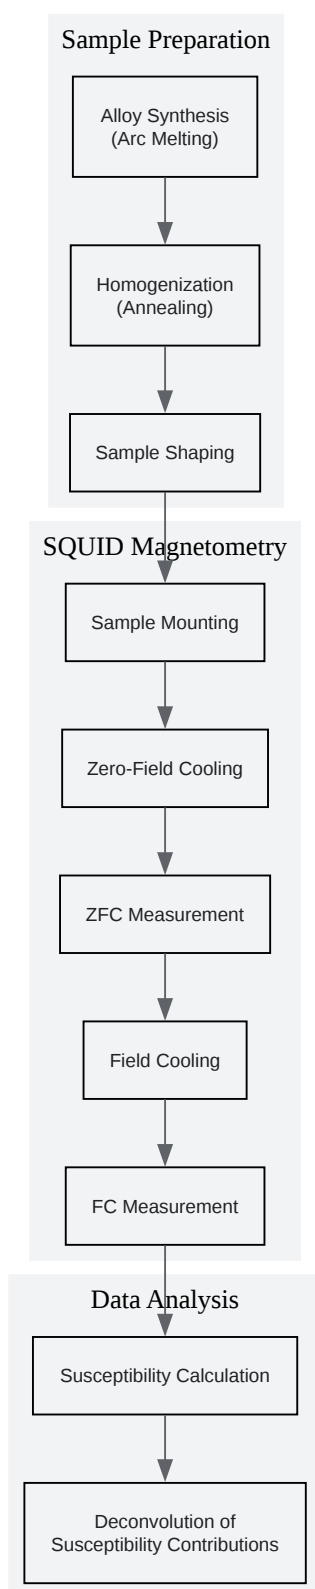 Sample Preparation
Alloy Synthesis
(Arc Melting)
Homogenization
(Annealing)
Sample Shaping
SQUID Magnetometry
Sample Mounting
Zero-Field Cooling
ZFC Measurement
Field Cooling
FC Measurement
Data Analysis
Susceptibility Calculation
Deconvolution of
Susceptibility Contributions